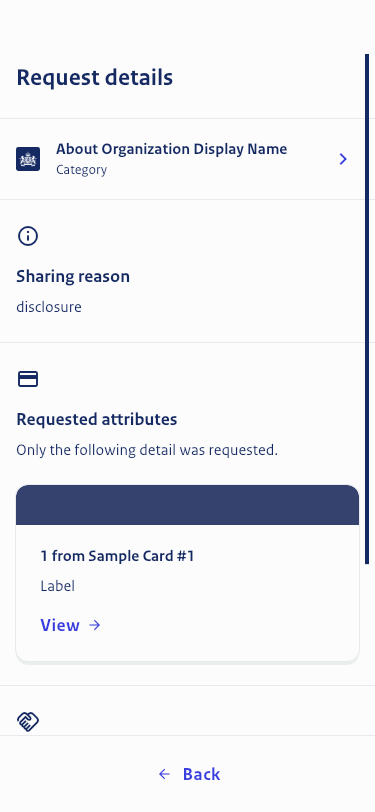 Request details
About Organization Display Name
Category
Sharing reason
disclosure
Requested attributes
Only the following detail was requested.
1 from Sample Card #1
Label
View
Back